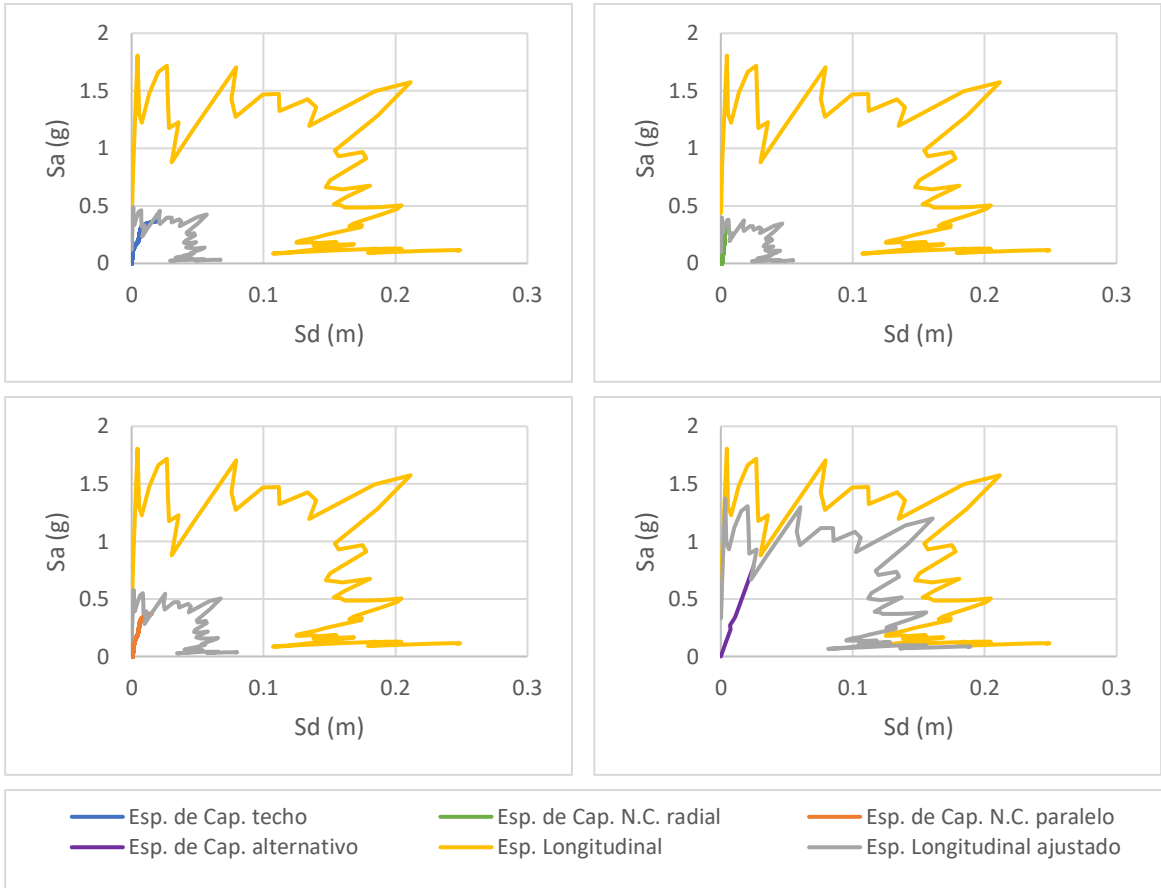 2
1.5
1
0.5
0
0 0.1 0.2 0.3
Sa (g)
Sd (m)
2
1.5
1
0.5
0
0 0.1 0.2 0.3
Sa (g)
Sd (m)
2
1.5
1
0.5
0
0 0.1 0.2 0.3
Sa (g)
Sd (m)
2
1.5
1
0.5
0
0 0.1 0.2 0.3
Sa (g)
Sd (m)
Esp. de Cap. techo Esp. de Cap. N.C. radial Esp. de Cap. N.C. paralelo
Esp. de Cap. alternativo Esp. Longitudinal Esp. Longitudinal ajustado